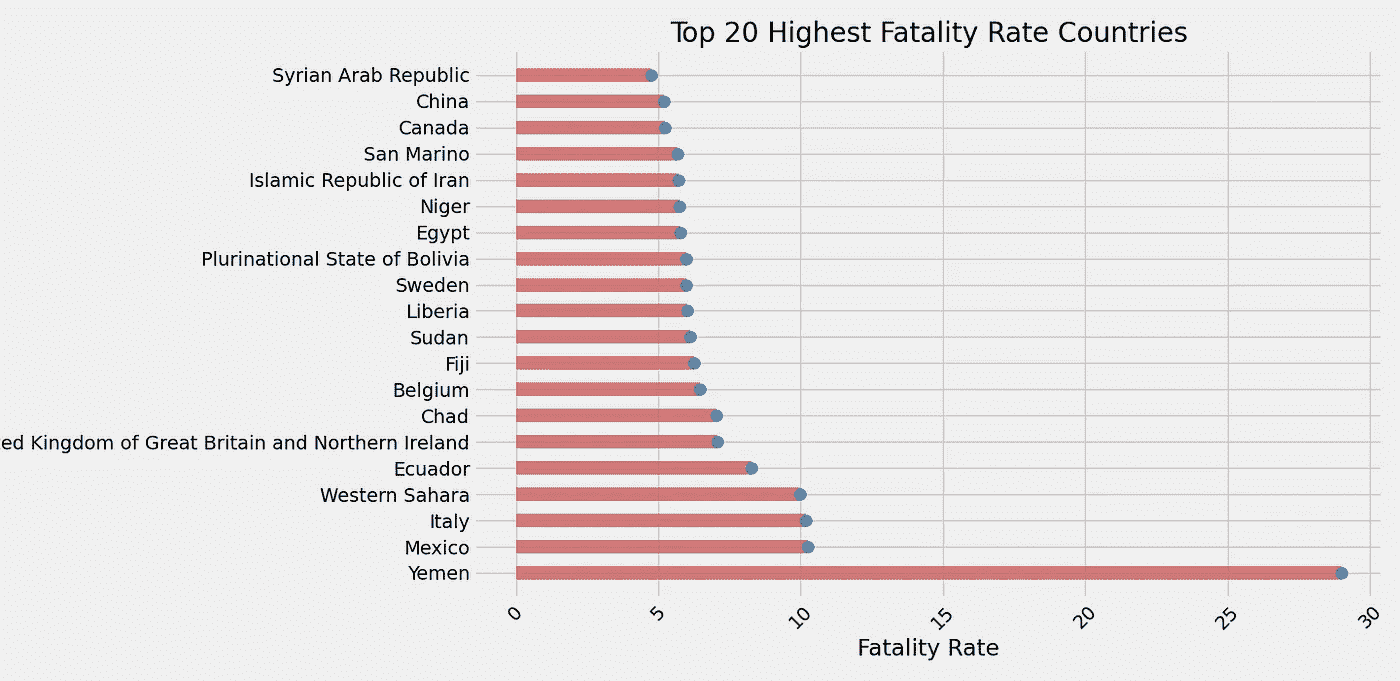 Top 20 Highest Fatality Rate Countries
Syrian Arab Republic
China
Canada
San Marino
Islamic Republic of Iran
Niger
Egypt
Plurinational State of Bolivia
Sweden
Liberia
Sudan
Fiji
Belgium
Chad
ed Kingdom of Great Britain and Northern Ireland
Ecuador
Western Sahara
Italy
Mexico
Yemen
0 5 10 15 20 25 30
Fatality Rate